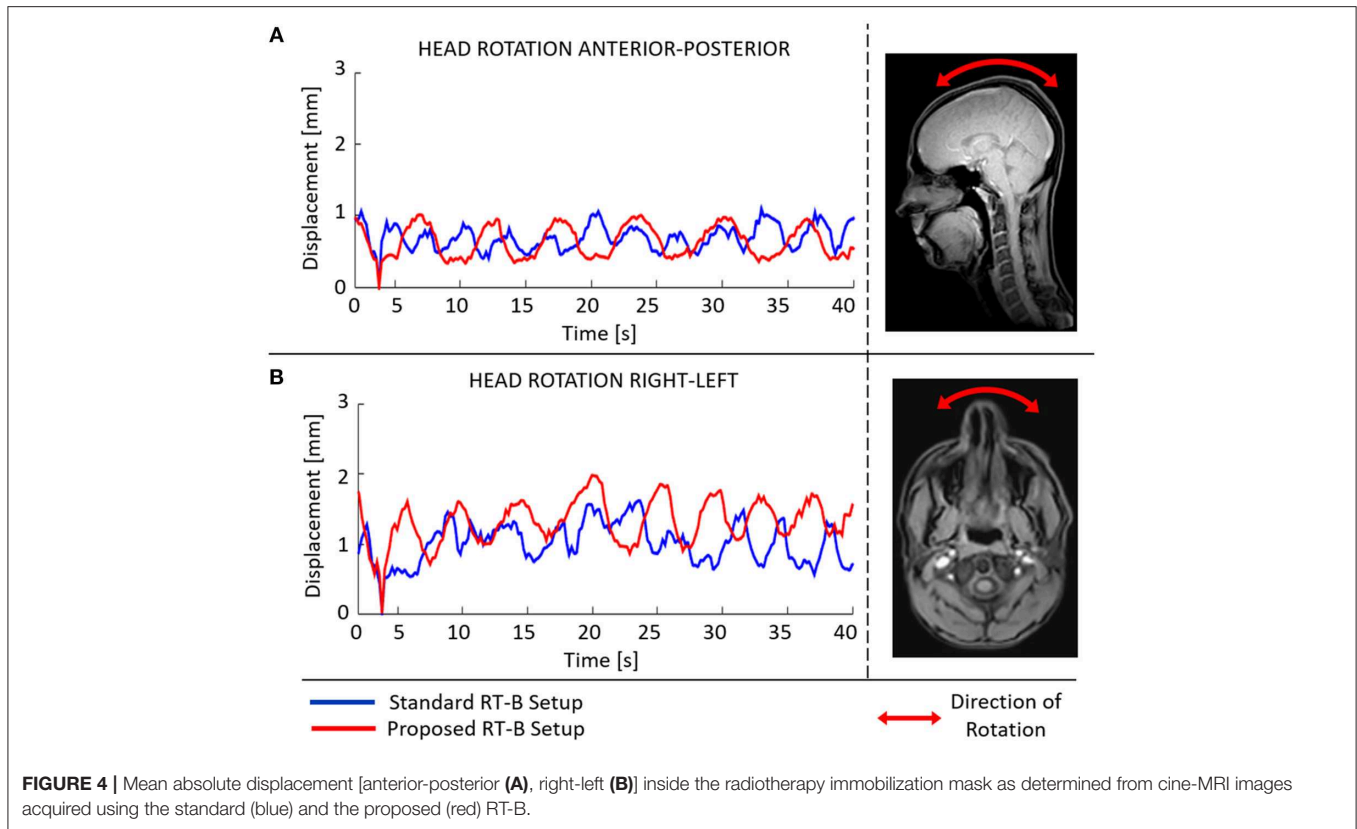 A
HEAD ROTATION ANTERIOR-POSTERIOR
3
2
1
0
Displacement [mm]
0 5 10 15 20 25 30 35 40
Time [s]
B
HEAD ROTATION RIGHT-LEFT
3
2
1
0
Displacement [mm]
0 5 10 15 20 25 30 35 40
Time [s]
Standard RT-B Setup
Proposed RT-B Setup
Direction of
Rotation
FIGURE 4 | Mean absolute displacement [anterior-posterior (A), right-left (B)] inside the radiotherapy immobilization mask as determined from cine-MRI images
acquired using the standard (blue) and the proposed (red) RT-B.